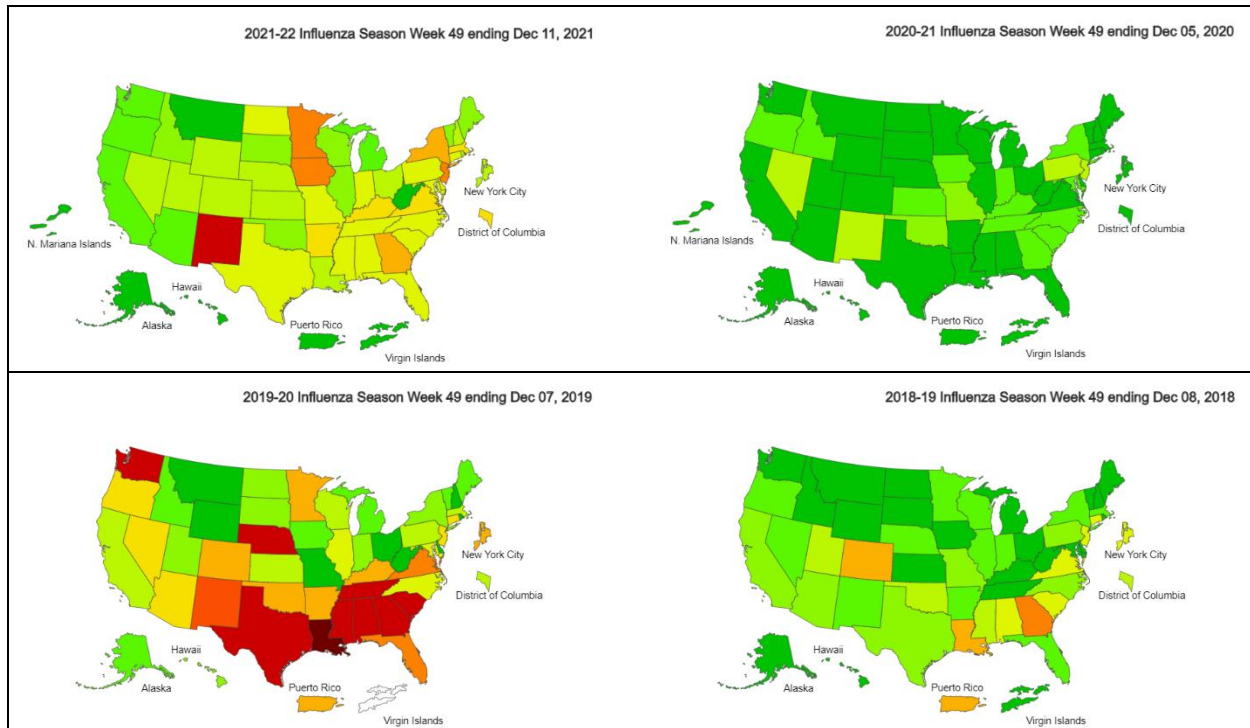 2021-22 Influenza Season Week 49 ending Dec 11, 2021
New York City
District of Columbia
N. Mariana Islands
Hawaii
Alaska
Puerto Rico
Virgin Islands
2020-21 Influenza Season Week 49 ending Dec 05, 2020
New York City
District of Columbia
N. Mariana Islands
Hawaii
Alaska
Puerto Rico
Virgin Islands
2019-20 Influenza Season Week 49 ending Dec 07, 2019
New York City
District of Columbia
Hawaii
Alaska
Puerto Rico
Virgin Islands
2018-19 Influenza Season Week 49 ending Dec 08, 2018
New York City
District of Columbia
Hawaii
Alaska
Puerto Rico
Virgin Islands